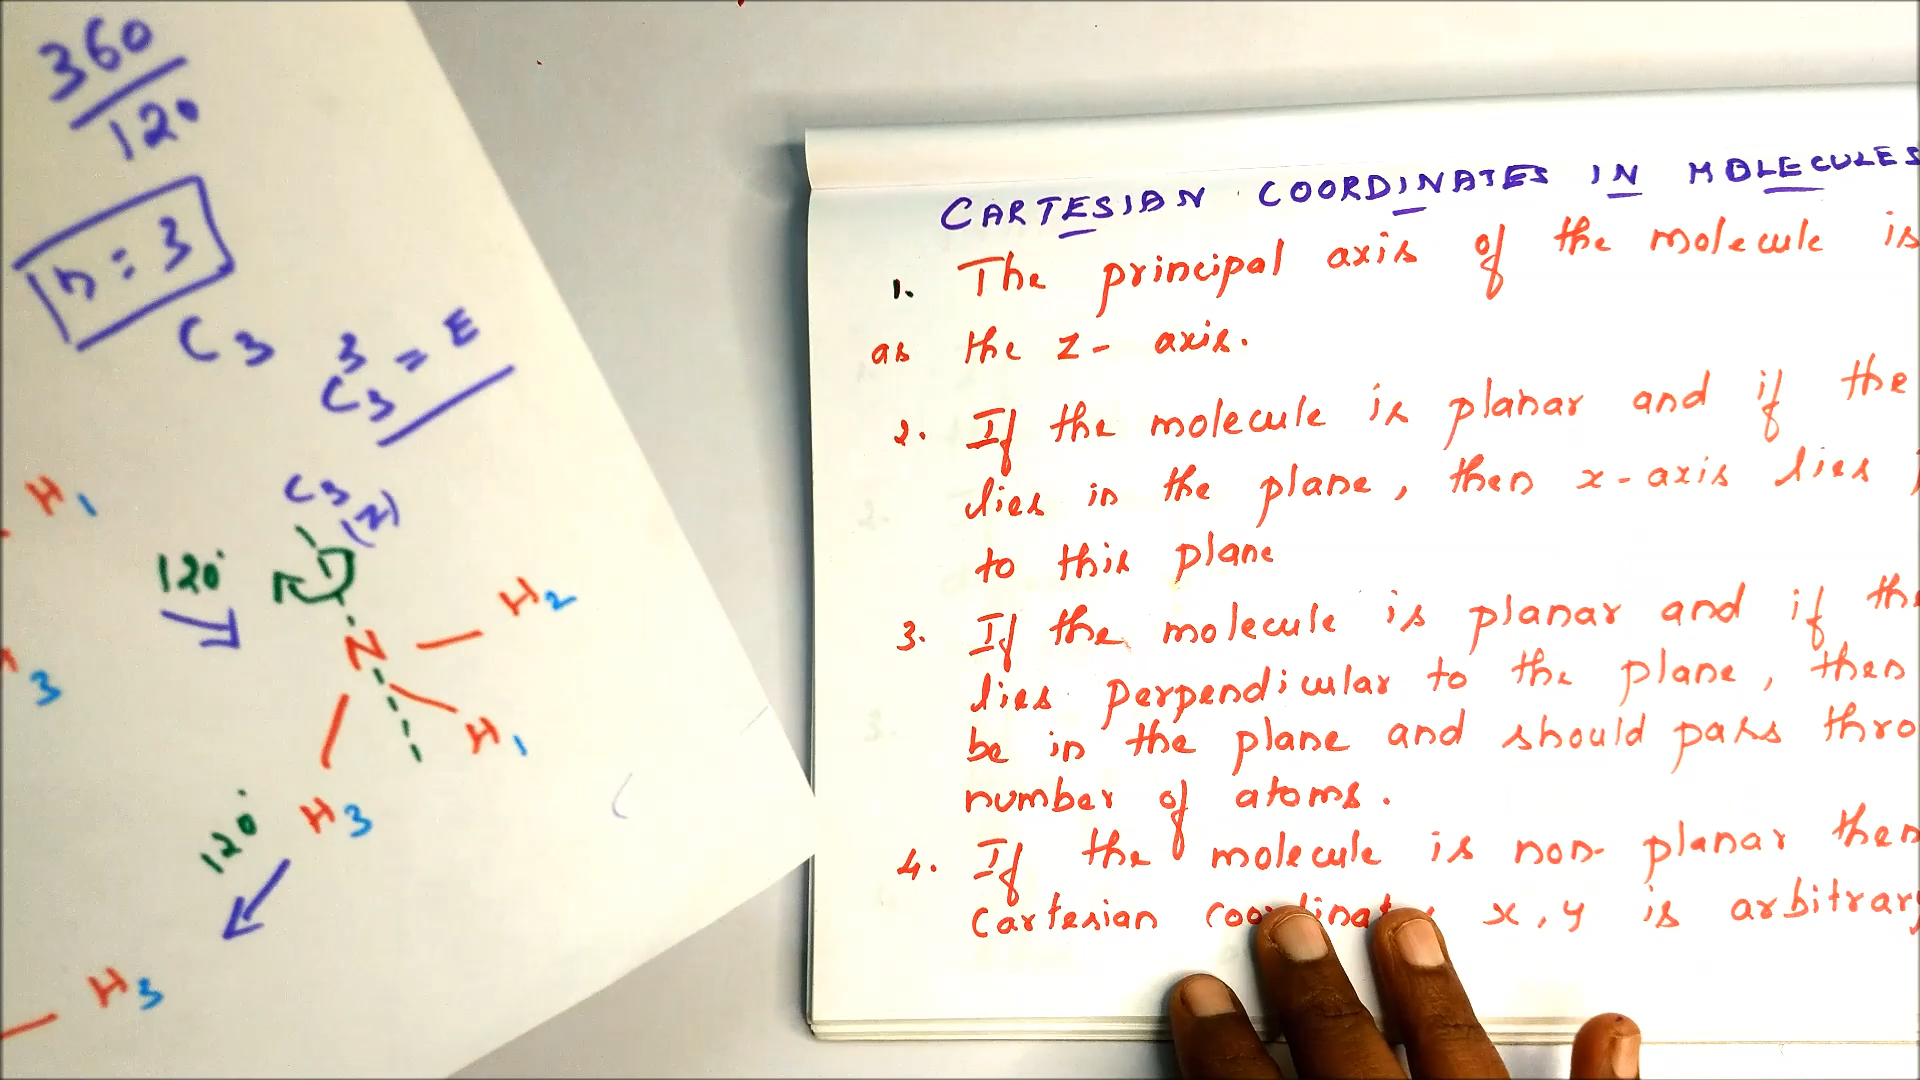 360
120
n = 3
C3
C3 3 = E
H1
C3
(z)
120°
H2
N
3
H1
H3
120°
H3
CARTESIAN COORDINATES IN MOLECULES
1. The principal axis of the molecule is
as the z- axis.
2. If the molecule is planar and if the
lies in the plane, then x-axis lies
to this plane
3. If the molecule is planar and if the
lies perpendicular to the plane, then
be in the plane and should pass thro
number of atoms.
4. If the molecule is non-planar then
Cartesian x, y is arbitrary